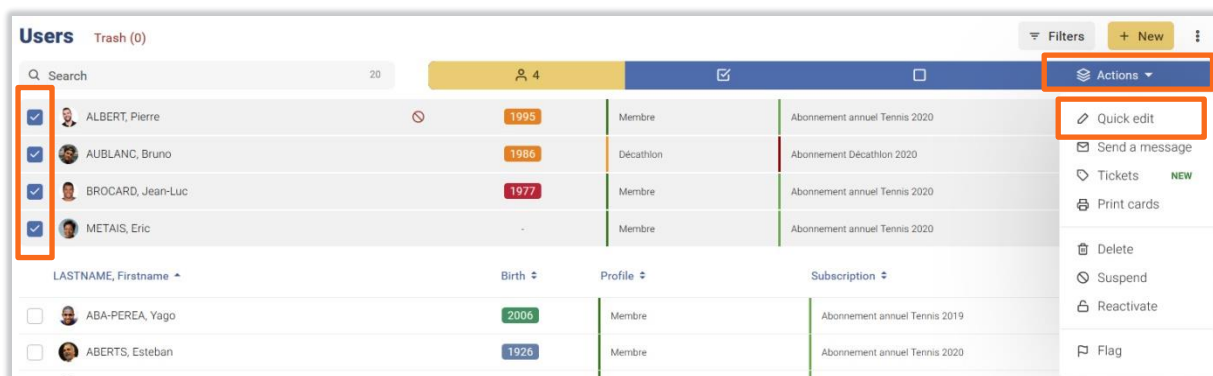 Users Trash (0) Filters + New
Search 20 4 Actions
ALBERT, Pierre 1995 Membre Abonnement annuel Tennis 2020 Quick edit
AUBLANC, Bruno 1986 Décathlon Abonnement Décathlon 2020 Send a message
BROCARD, Jean-Luc 1977 Membre Abonnement annuel Tennis 2020 Tickets NEW
Print cards
METAIS, Eric - Membre Abonnement annuel Tennis 2020
Delete
LASTNAME, Firstname Birth Profile Subscription Suspend
Reactivate
ABA-PEREA, Yago 2006 Membre Abonnement annuel Tennis 2019
ABERTS, Esteban 1926 Membre Abonnement annuel Tennis 2020 Flag